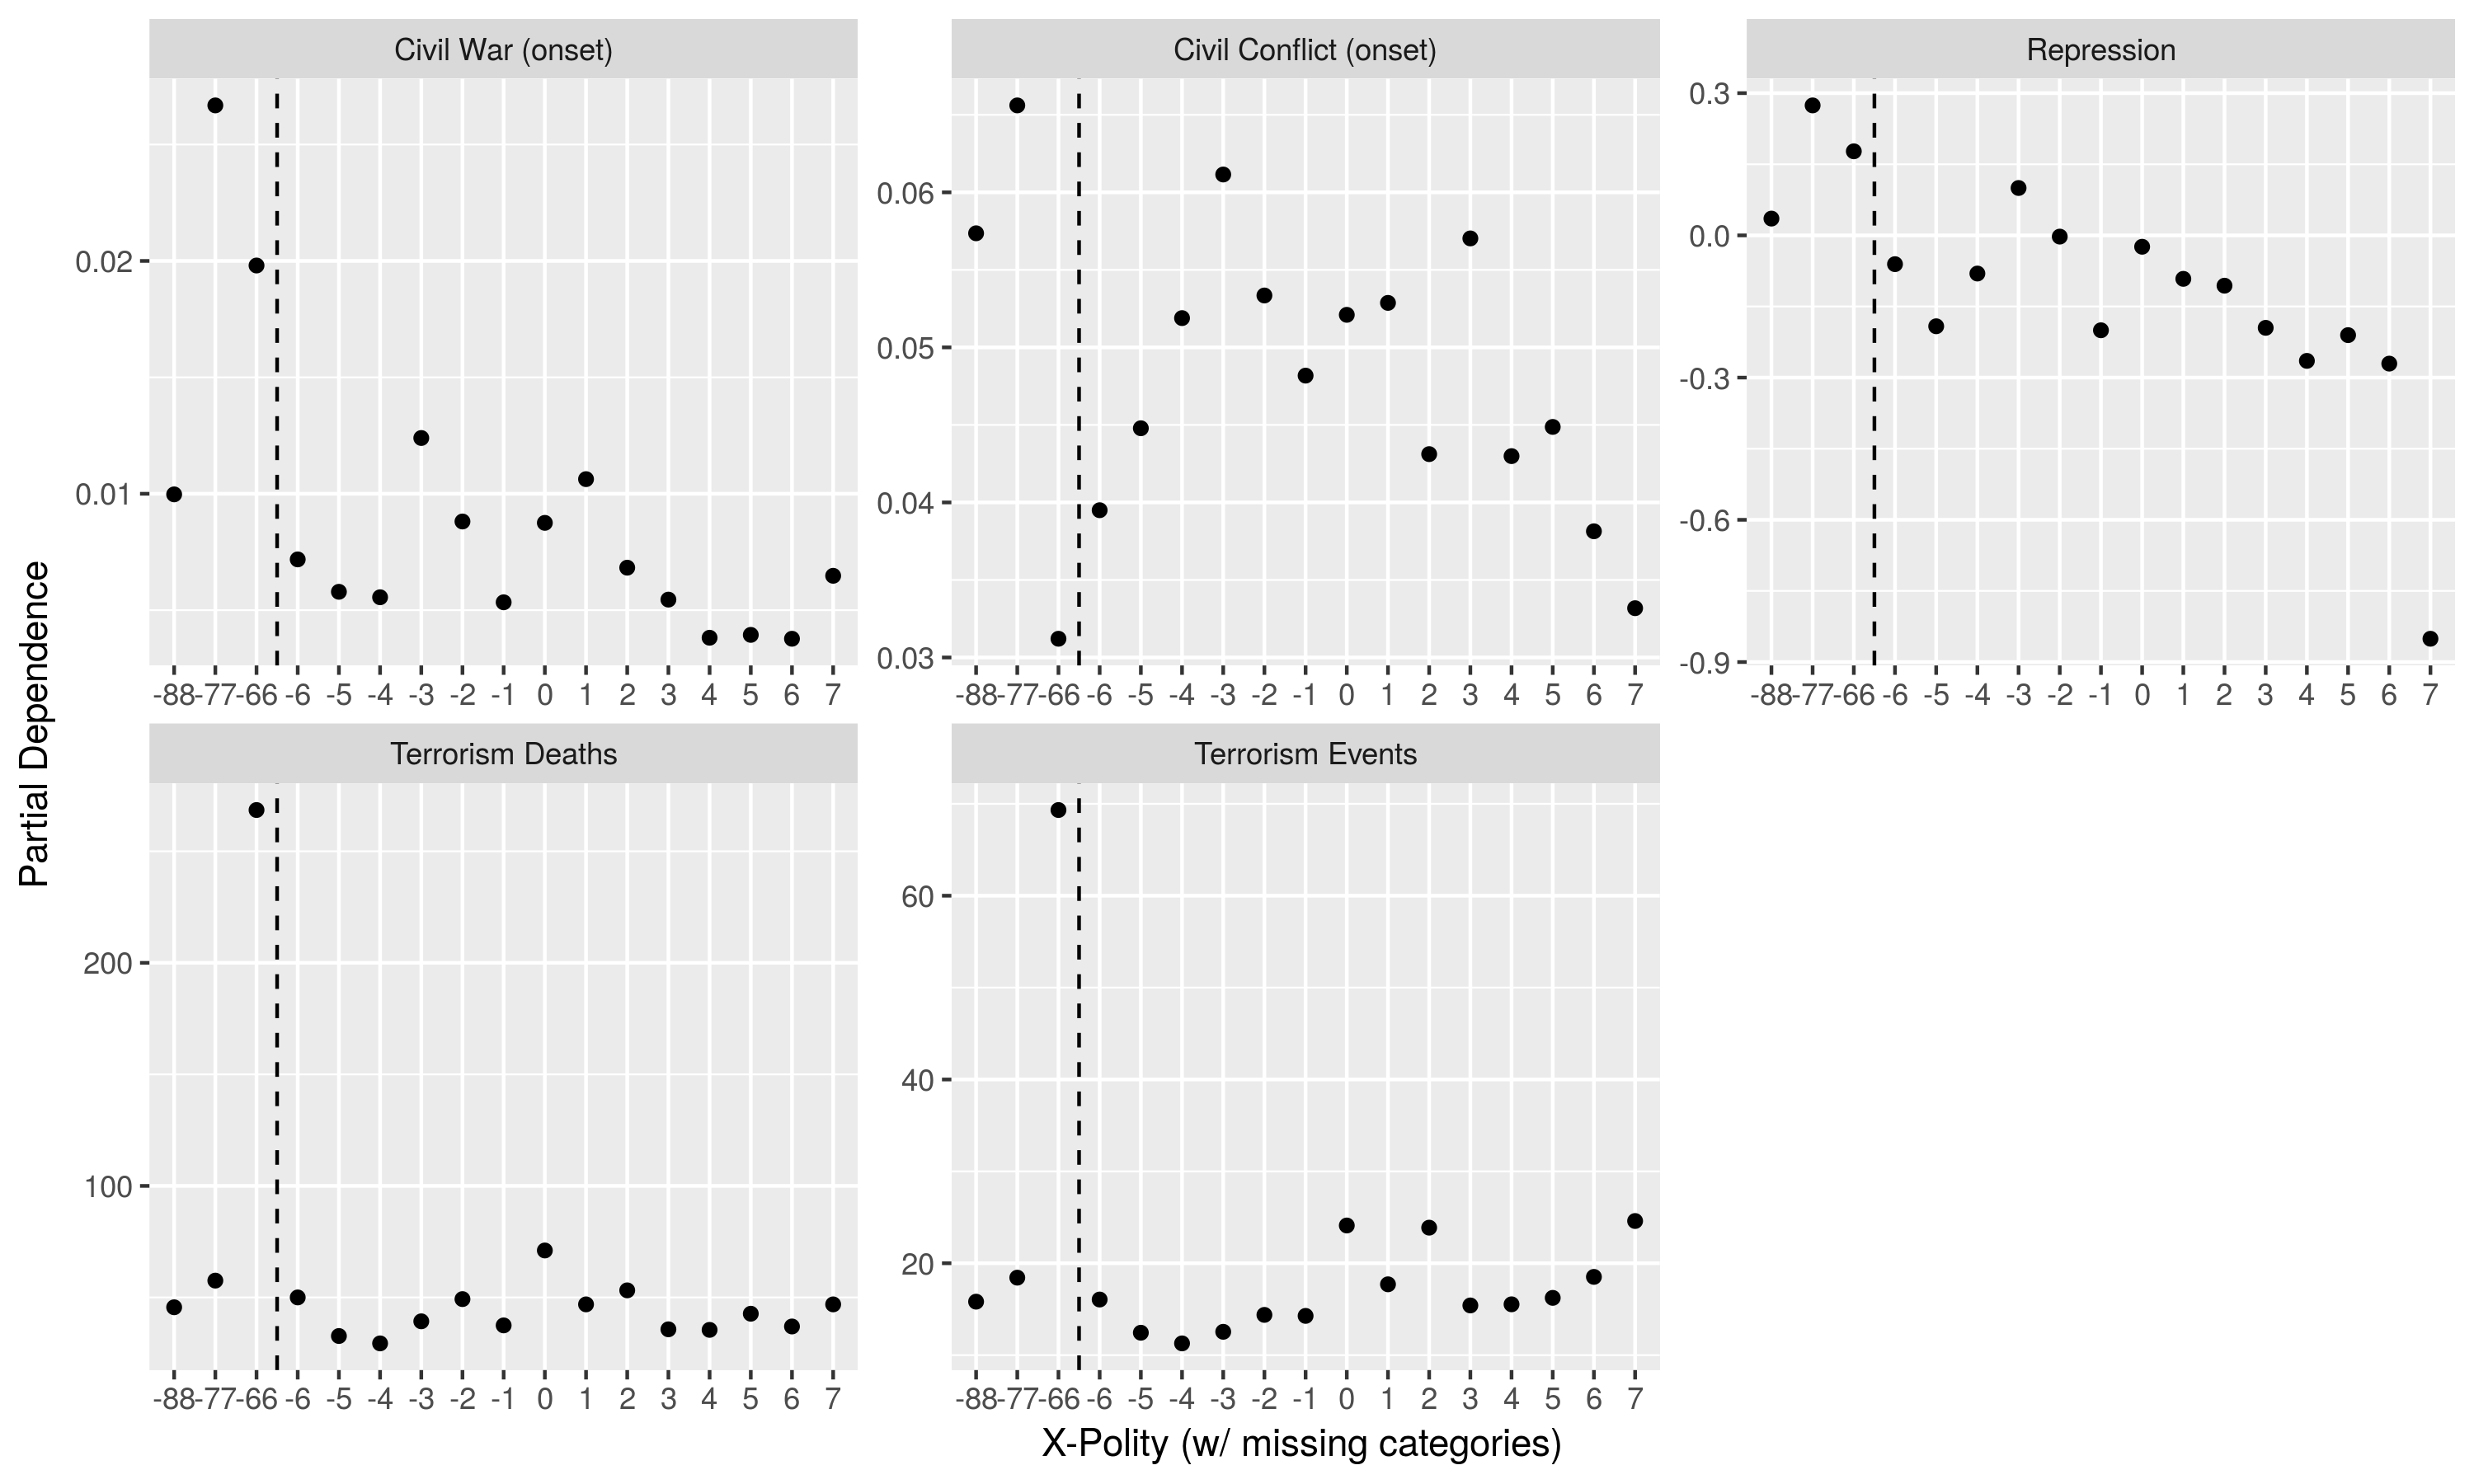 Civil War (onset)
Civil Conflict (onset)
Repression
0.02
0.01
0.06
0.05
0.04
0.03
0.3
0.0
-0.3
-0.6
-0.9
-88 -77 -66 -6 -5 -4 -3 -2 -1 0 1 2 3 4 5 6 7
-88 -77 -66 -6 -5 -4 -3 -2 -1 0 1 2 3 4 5 6 7
-88 -77 -66 -6 -5 -4 -3 -2 -1 0 1 2 3 4 5 6 7
Partial Dependence
Terrorism Deaths
Terrorism Events
200
100
60
40
20
-88 -77 -66 -6 -5 -4 -3 -2 -1 0 1 2 3 4 5 6 7
-88 -77 -66 -6 -5 -4 -3 -2 -1 0 1 2 3 4 5 6 7
X-Polity (w/ missing categories)